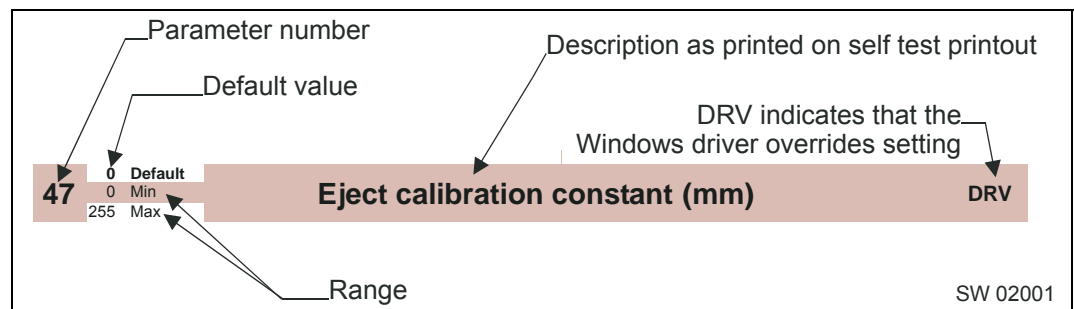 Parameter number
Description as printed on self test printout
Default value
DRV indicates that the
Windows driver overrides setting
47
0 Default
0 Min
255 Max
Eject calibration constant (mm)
DRV
Range
SW 02001